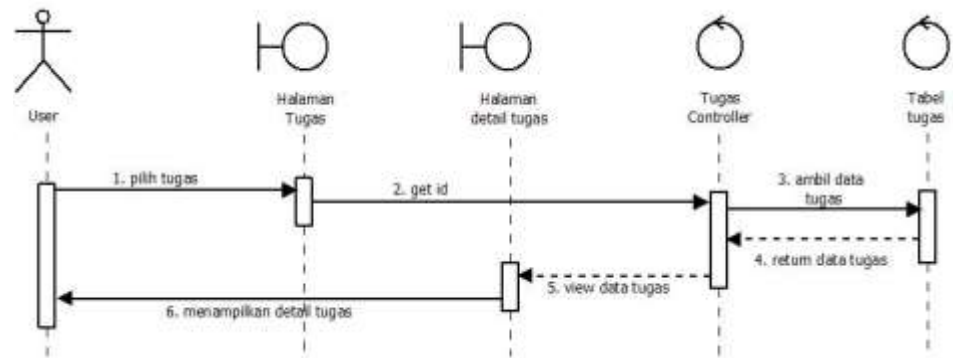 User
Halaman
Tugas
Halaman
detail tugas
Tugas
Controller
Tabel
tugas
1. pilih tugas
2. get id
3. ambil data
tugas
4. return data tugas
5. view data tugas
6. menampilkan detail tugas